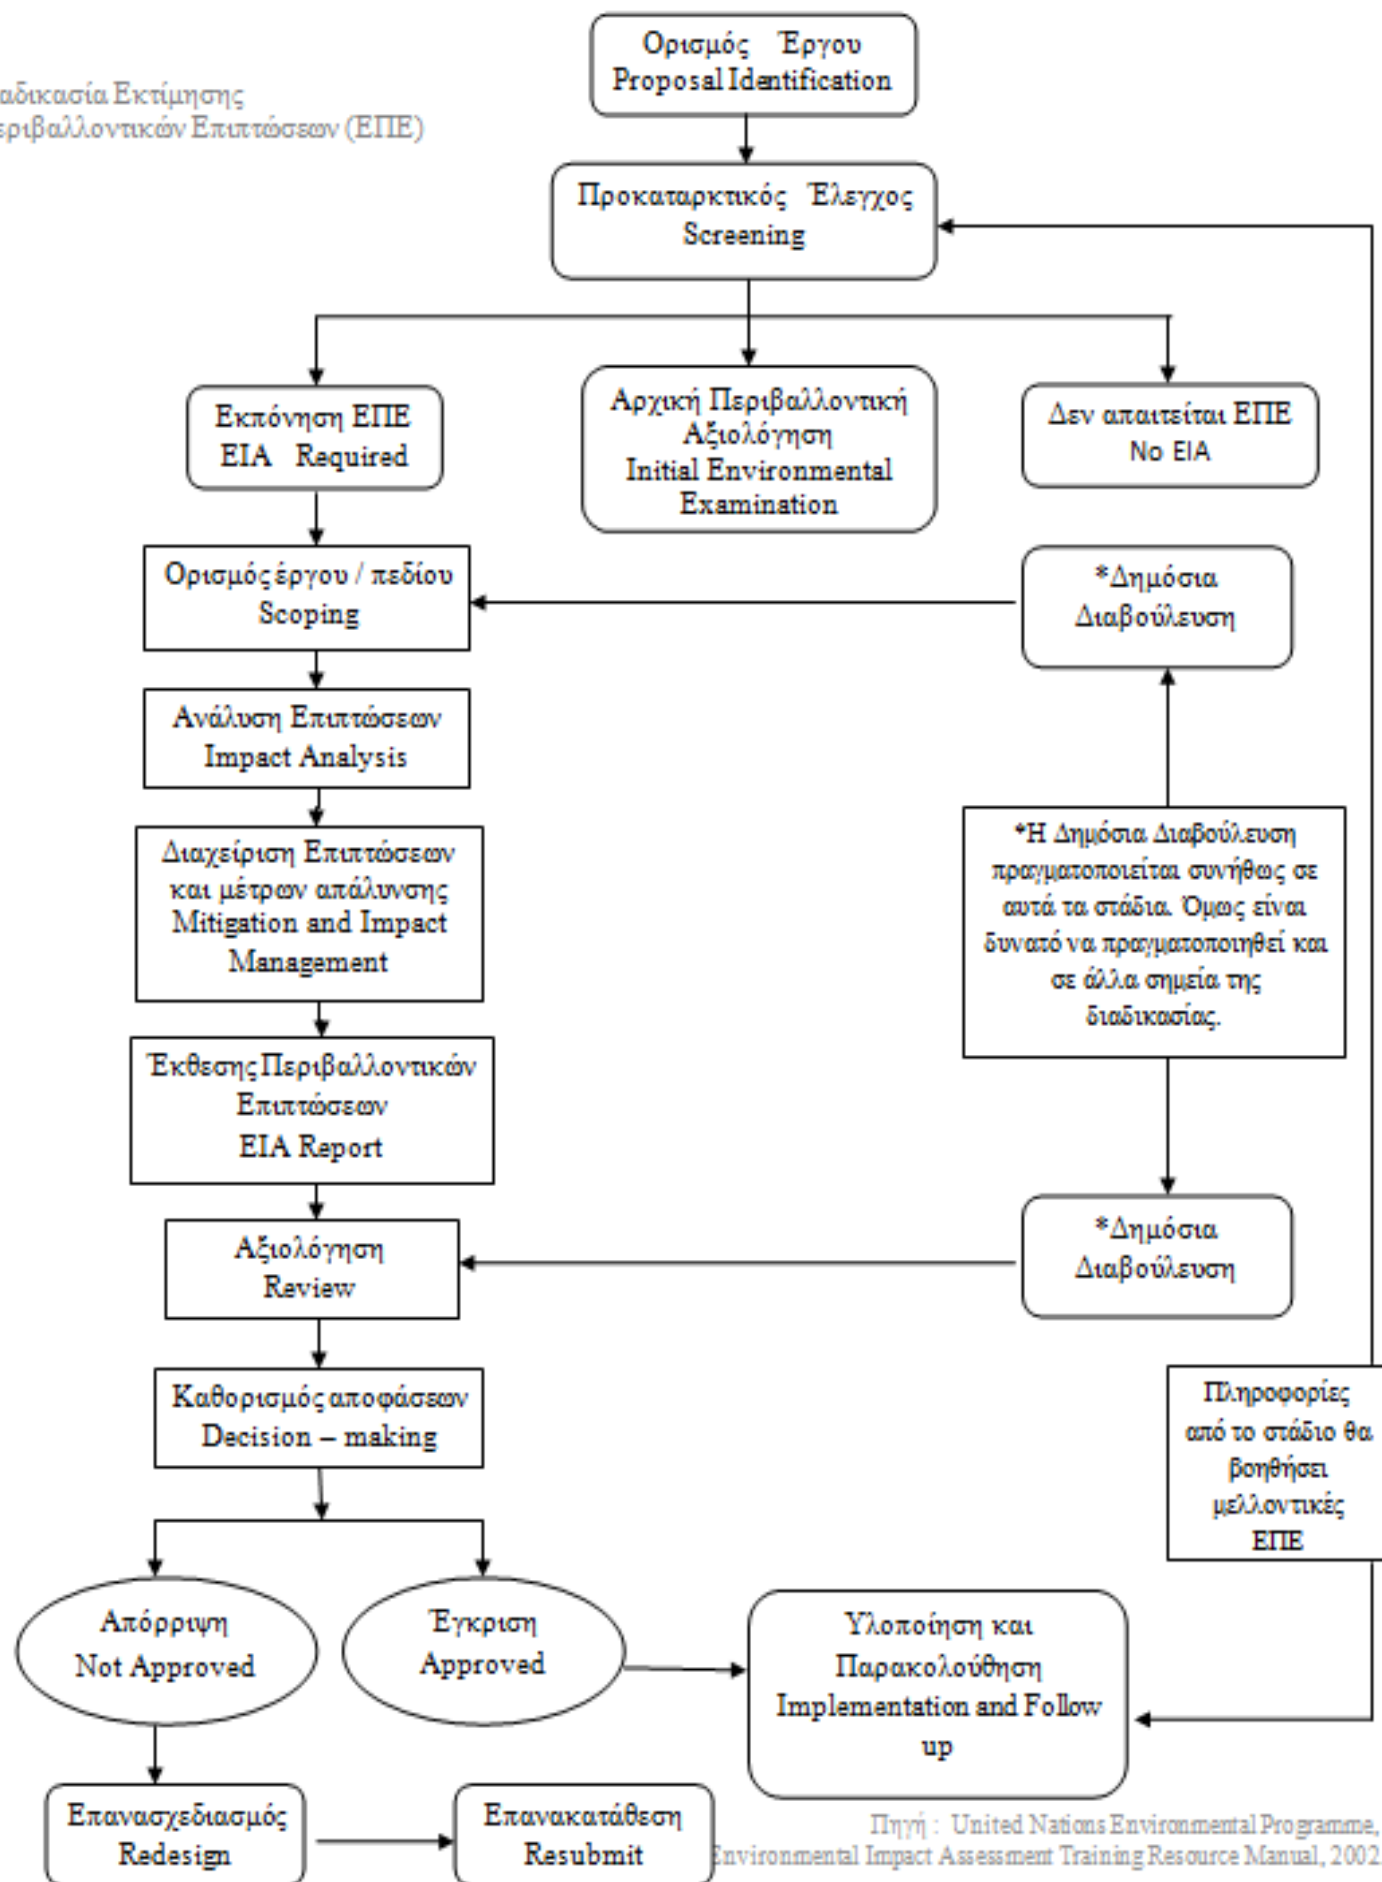 Ορισμός Έργου
Proposal Identification
αδικασία Εκτίμησης
εριβαλλοντικών Επιπτώσεων (ΕΠΕ)
Προκαταρκτικός Έλεγχος
Screening
Εκπόνηση ΕΠΕ
EIA Required
Αρχική Περιβαλλοντική
Αξιολόγηση
Initial Environmental
Examination
Δεν απαιτείται ΕΠΕ
No EIA
Ορισμός έργου / πεδίου
Scoping
*Δημόσια
Διαβούλευση
Ανάλυση Επιπτώσεων
Impact Analysis
Διαχείριση Επιπτώσεων
και μέτρων απάλυνσης
Mitigation and Impact
Management
*Η Δημόσια Διαβούλευση
πραγματοποιείται συνήθως σε
αυτά τα στάδια. Όμως είναι
δυνατό να πραγματοποιηθεί και
σε άλλα σημεία της
διαδικασίας.
Έκθεσης Περιβαλλοντικών
Επιπτώσεων
EIA Report
Αξιολόγηση
Review
*Δημόσια
Διαβούλευση
Καθορισμός αποφάσεων
Decision – making
Πληροφορίες
από το στάδιο θα
βοηθήσει
μελλοντικές
ΕΠΕ
Απόρριψη
Not Approved
Έγκριση
Approved
Υλοποίηση και
Παρακολούθηση
Implementation and Follow
up
Επανασχεδιασμός
Redesign
Επανακατάθεση
Resubmit
Πηγή : United Nations Environmental Programme,
Environmental Impact Assessment Training Resource Manual, 2002